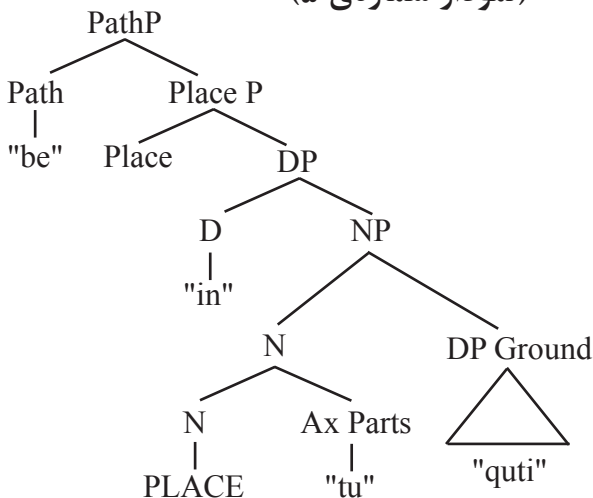 PathP
Path Place P
"be" Place DP
D NP
"in"
N DP Ground
N Ax Parts
PLACE "tu" "quti"